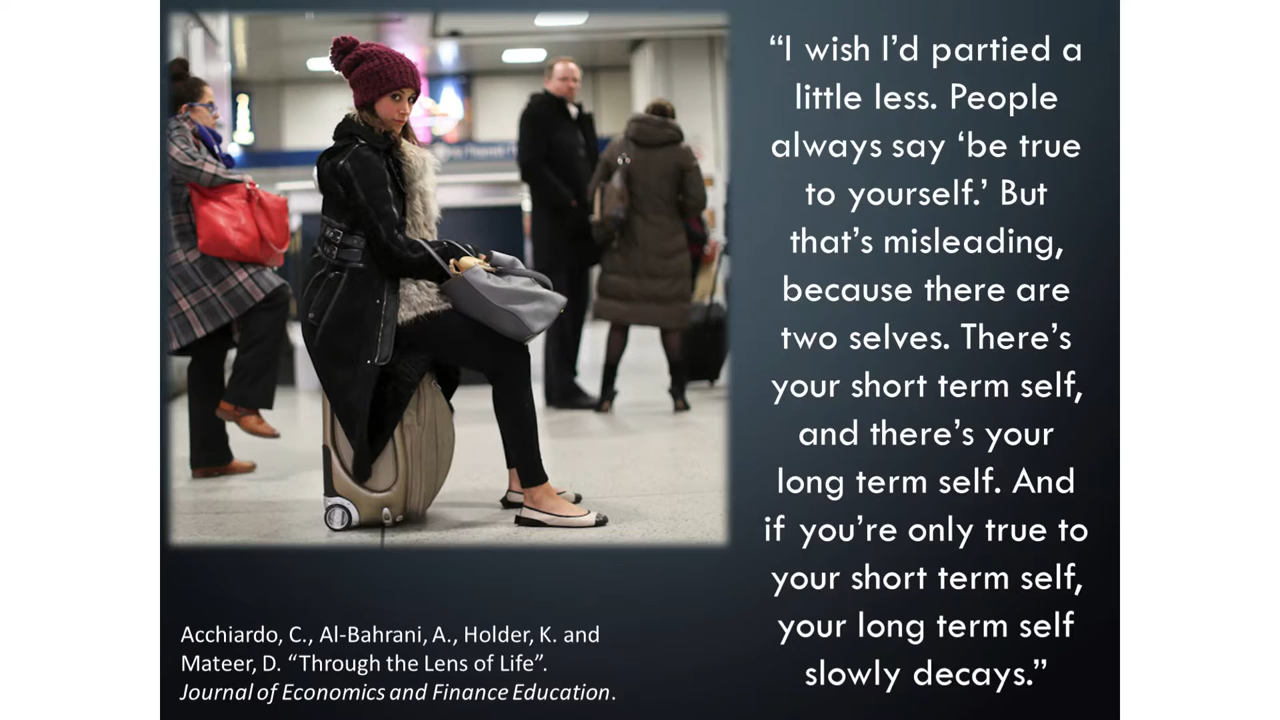 “I wish I’d partied a
little less. People
always say ‘be true
to yourself.’ But
that’s misleading,
because there are
two selves. There’s
your short term self,
and there’s your
long term self. And
if you’re only true to
your short term self,
your long term self
slowly decays.”
Acchiardo, C., Al-Bahrani, A., Holder, K. and
Mateer, D. “Through the Lens of Life”.
Journal of Economics and Finance Education.